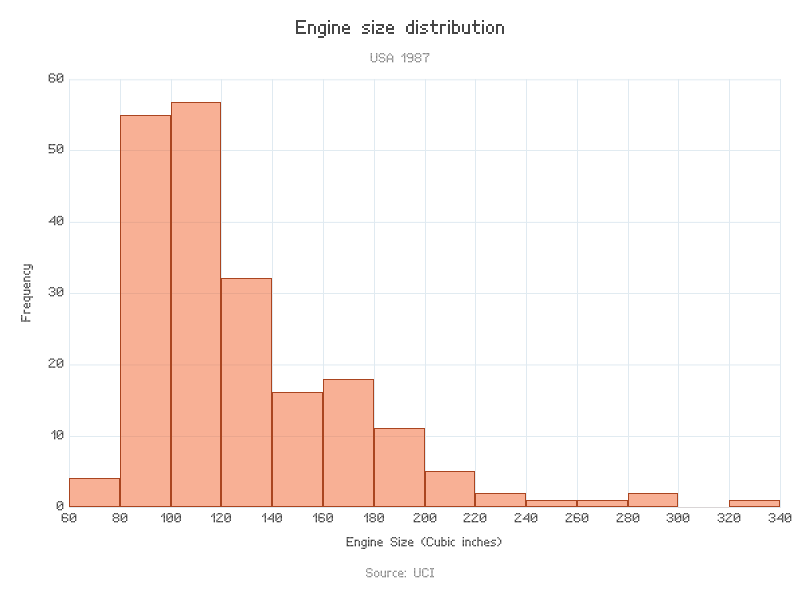 Engine size distribution
USA 1987
60
50
40
30
20
10
0
Frequency
60 80 100 120 140 160 180 200 220 240 260 280 300 320 340
Engine Size (Cubic inches)
Source: UCI